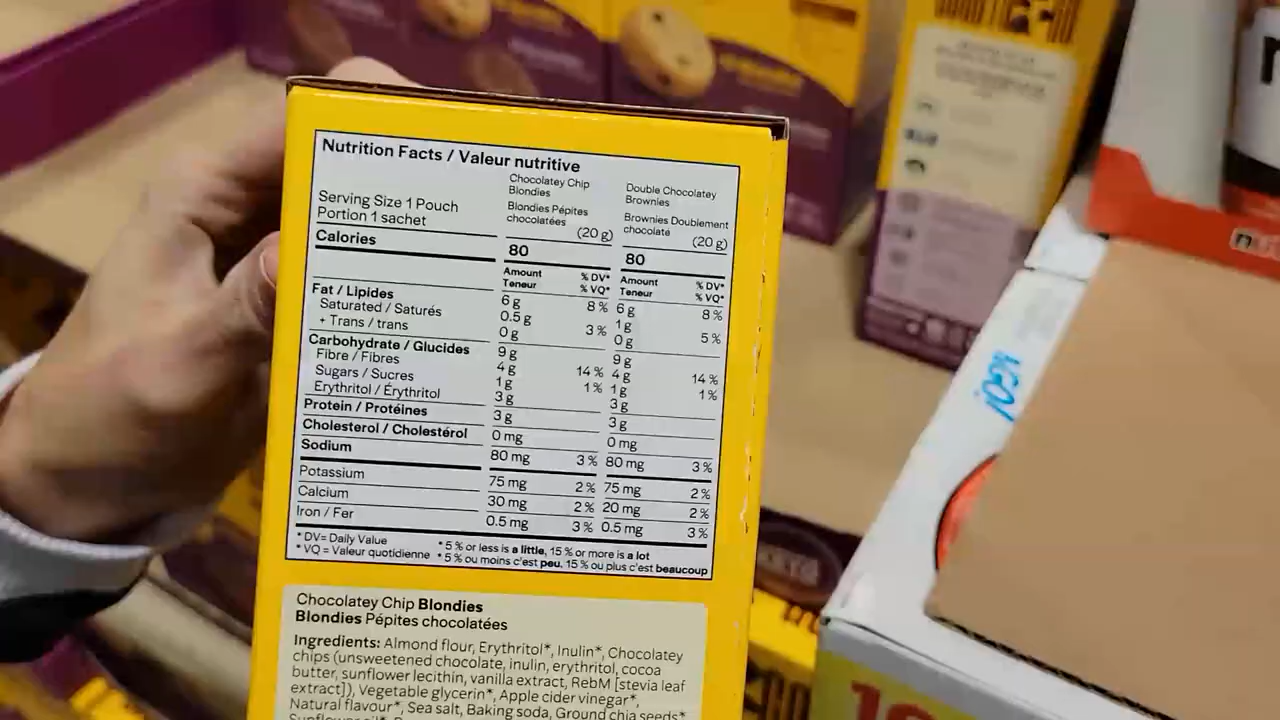 Nutrition Facts / Valeur nutritive
Serving Size 1 Pouch
Portion 1 sachet
Chocolatey Chip
Blondies
Blondies Pépites
chocolatées
(20 g)
Double Chocolatey
Brownies
Brownies Doublement
chocolaté
(20 g)
Calories 80 80
Amount % DV* Amount % DV*
Teneur % VQ* Teneur % VQ*
Fat / Lipides 6 g 8 % 6 g 8 %
Saturated / Saturés 0.5 g 1 g
+ Trans / trans 0 g 3 % 0 g 5 %
Carbohydrate / Glucides 9 g 9 g
Fibre / Fibres 4 g 14 % 4 g 14 %
Sugars / Sucres 1 g 1 % 1 g 1 %
Erythritol / Érythritol 3 g 3 g
Protein / Protéines 3 g 3 g
Cholesterol / Cholestérol 0 mg 0 mg
Sodium 80 mg 3 % 80 mg 3 %
Potassium 75 mg 2 % 75 mg 2 %
Calcium 30 mg 2 % 20 mg 2 %
Iron / Fer 0.5 mg 3 % 0.5 mg 3 %
* DV= Daily Value * 5 % or less is a little, 15 % or more is a lot
* VQ = Valeur quotidienne * 5 % ou moins c'est peu, 15 % ou plus c'est beaucoup
Chocolatey Chip Blondies
Blondies Pépites chocolatées
Ingredients: Almond flour, Erythritol*, Inulin*, Chocolatey
chips (unsweetened chocolate, inulin, erythritol, cocoa
butter, sunflower lecithin, vanilla extract, RebM [stevia leaf
extract]), Vegetable glycerin*, Apple cider vinegar*,
Natural flavour*, Sea salt, Baking soda, Ground chia seeds*